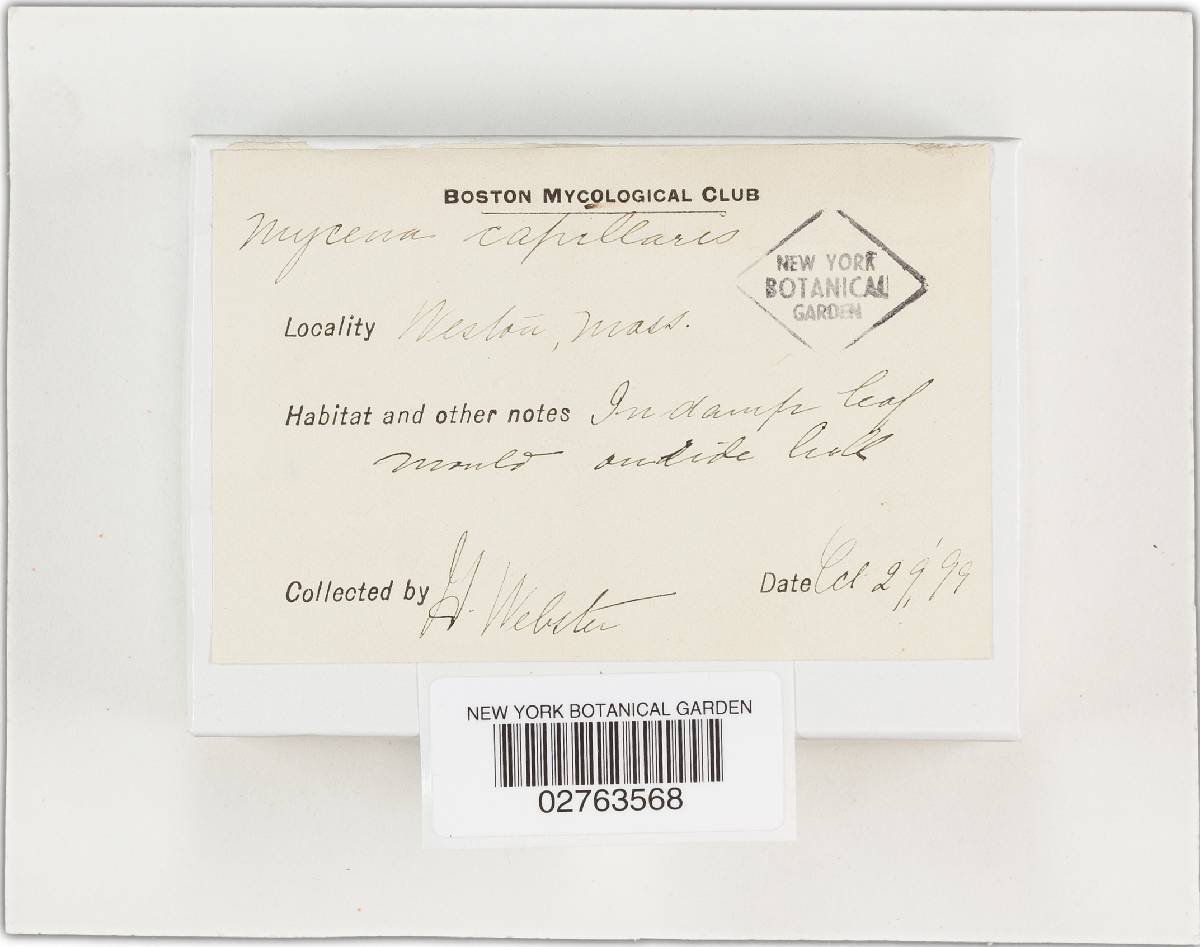 BOSTON MYCOLOGICAL CLUB
Mycena capillaris
NEW YORK
BOTANICAL
GARDEN
Locality Weston, Mass.
Habitat and other notes In damp leaf
mould
Collected by H. Webster
Date Oct 29, '99
NEW YORK BOTANICAL GARDEN
02763568